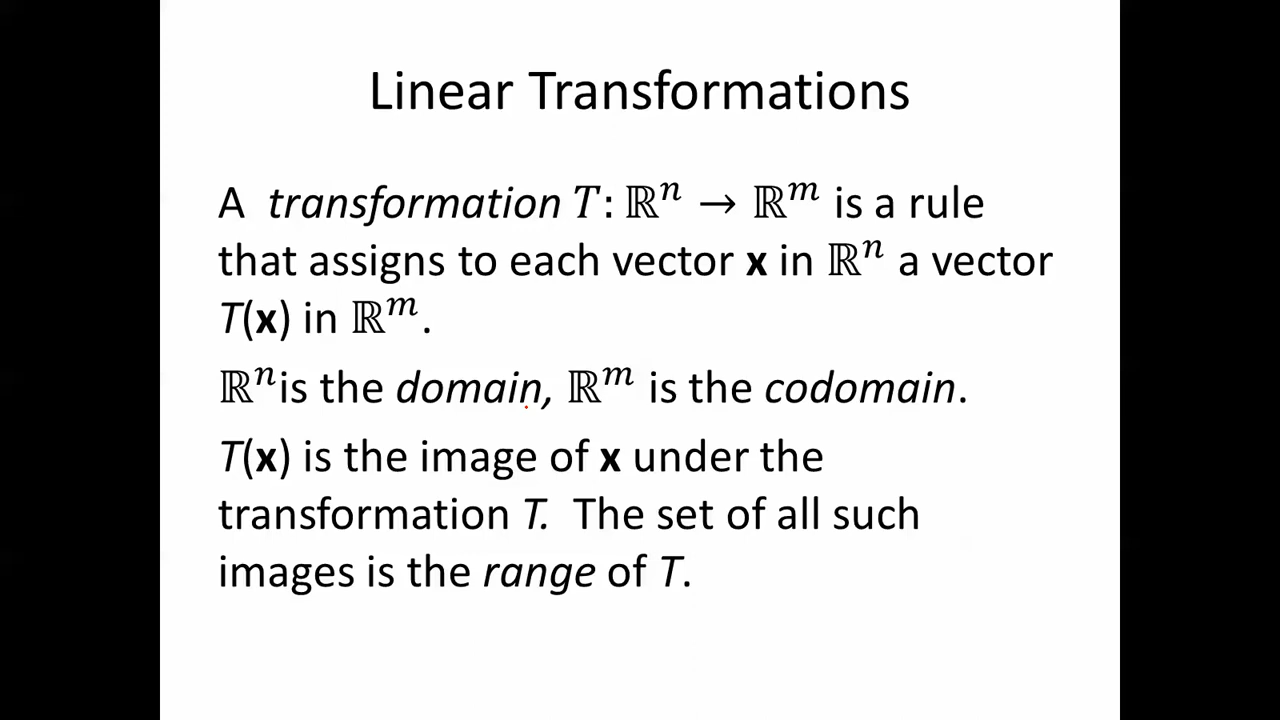 Linear Transformations
A transformation 𝑇: ℝⁿ → ℝᵐ is a rule
that assigns to each vector x in ℝⁿ a vector
T(x) in ℝᵐ.
ℝⁿis the domain, ℝᵐ is the codomain.
T(x) is the image of x under the
transformation T. The set of all such
images is the range of T.